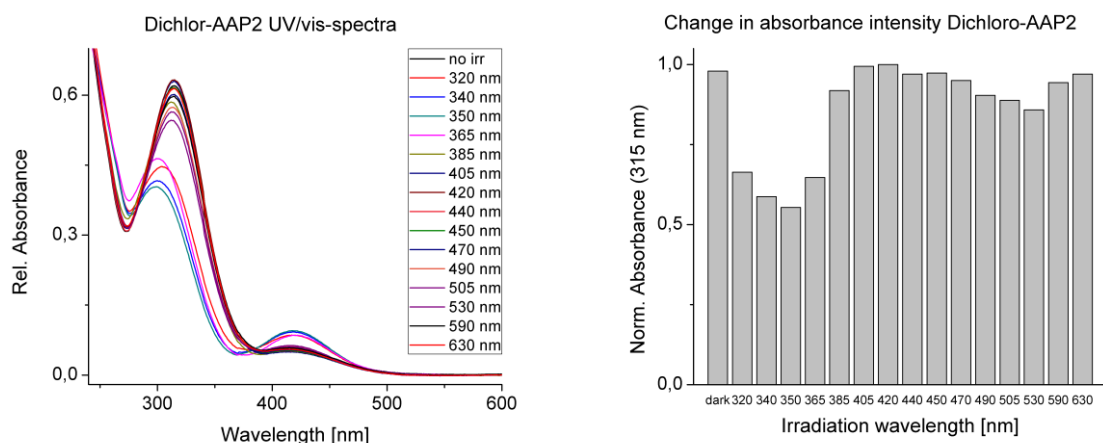 Dichlor-AAP2 UV/vis-spectra
Rel. Absorbance
0,6
0,3
0,0
300
400
500
600
Wavelength [nm]
no irr
320 nm
340 nm
350 nm
365 nm
385 nm
405 nm
420 nm
440 nm
450 nm
470 nm
490 nm
505 nm
530 nm
590 nm
630 nm
Change in absorbance intensity Dichloro-AAP2
Norm. Absorbance (315 nm)
1,0
0,5
0,0
dark 320 340 350 365 385 405 420 440 450 470 490 505 530 590 630
Irradiation wavelength [nm]